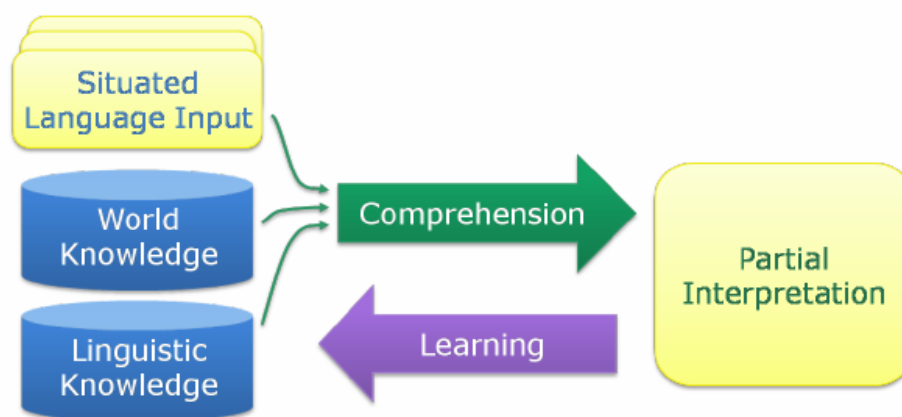 Situated
Language Input
World
Knowledge
Linguistic
Knowledge
Comprehension
Learning
Partial
Interpretation